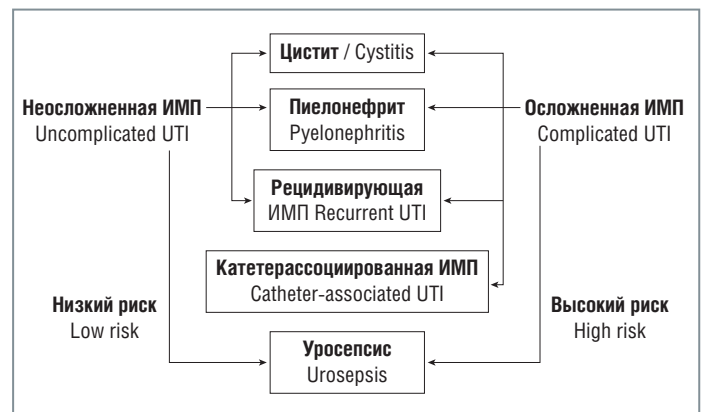 Цистит / Cystitis
Неосложненная ИМП
Uncomplicated UTI
Пиелонефрит
Pyelonephritis
Осложненная ИМП
Complicated UTI
Рецидивирующая
ИМП Recurrent UTI
Катетерассоциированная ИМП
Catheter-associated UTI
Низкий риск
Low risk
Высокий риск
High risk
Уросепсис
Urosepsis